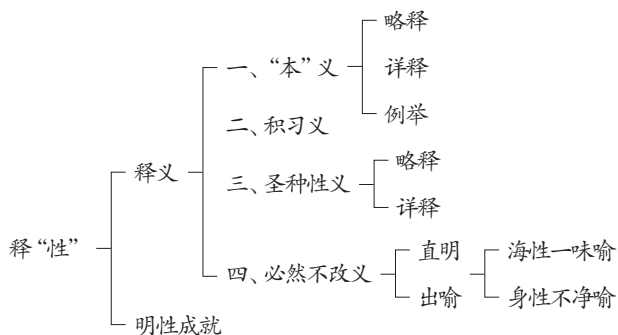 略释
一、“本”义
详释
例举
二、积习义
释义
略释
三、圣种性义
详释
释“性”
直明
海性一味喻
四、必然不改义
出喻
身性不净喻
明性成就